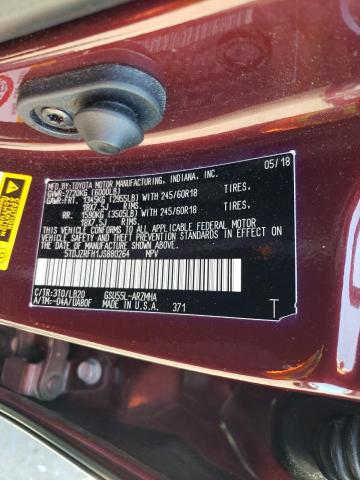 MFD.BY: TOYOTA MOTOR MANUFACTURING, INDIANA, INC. 05/18
GVWR: 2720KG (6000LB)
GAWR: FRT. 1345KG (2955LB) WITH 245/60R18 TIRES,
18X7.5J RIMS,
RR. 1590KG (3505LB) WITH 245/60R18 TIRES,
18X7.5J RIMS,
THIS VEHICLE CONFORMS TO ALL APPLICABLE FEDERAL MOTOR
VEHICLE SAFETY, BUMPER, AND THEFT PREVENTION STANDARDS IN
EFFECT ON THE DATE OF MANUFACTURE SHOWN ABOVE.
5TDJZRFH1JS880264 MPV
C/TR:3T0/LB20 GSU55L-ARZMHA
A/TM:-04A/UA80F MADE IN U.S.A. 371 T